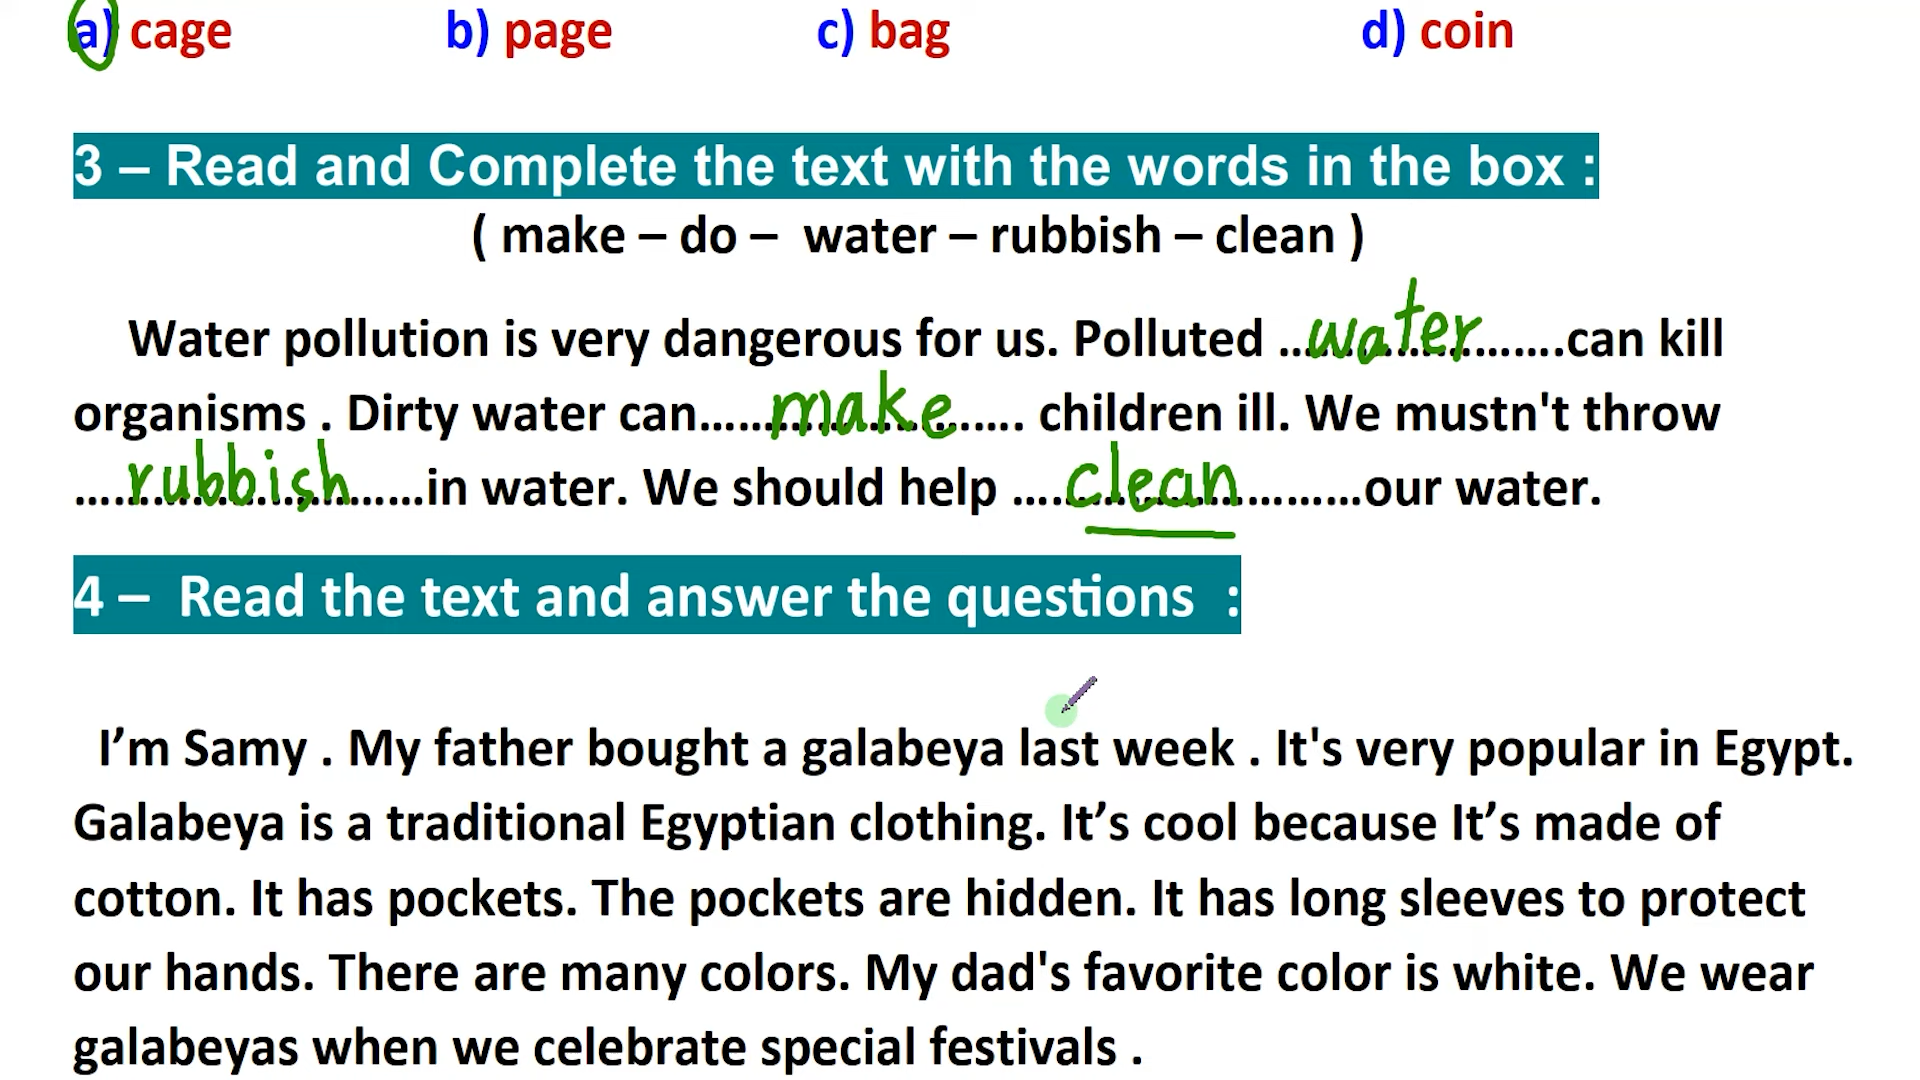 a) cage b) page c) bag d) coin
3 – Read and Complete the text with the words in the box :
( make – do – water – rubbish – clean )
Water pollution is very dangerous for us. Polluted ……water…….can kill
organisms . Dirty water can……make……. children ill. We mustn't throw
……rubbish……in water. We should help ……clean……our water.
4 – Read the text and answer the questions :
I’m Samy . My father bought a galabeya last week . It's very popular in Egypt.
Galabeya is a traditional Egyptian clothing. It’s cool because It’s made of
cotton. It has pockets. The pockets are hidden. It has long sleeves to protect
our hands. There are many colors. My dad's favorite color is white. We wear
galabeyas when we celebrate special festivals .